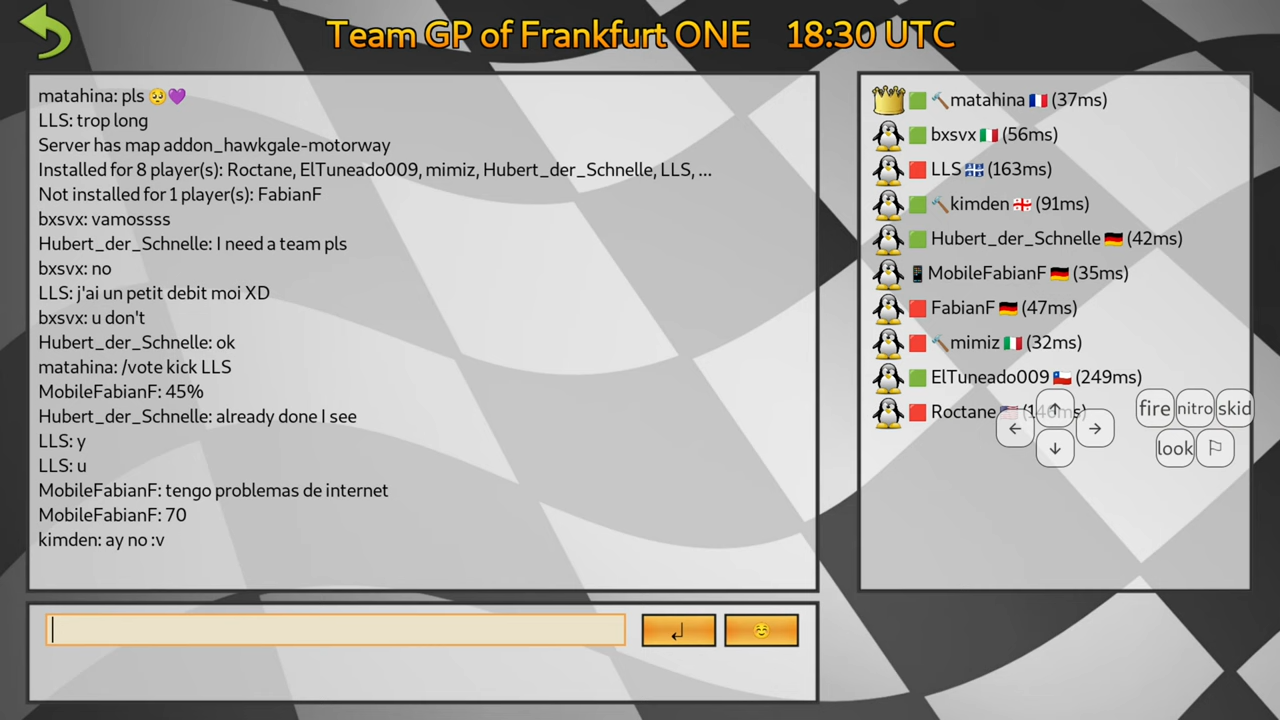 Team GP of Frankfurt ONE 18:30 UTC
matahina: pls 🥺💜
LLS: trop long
Server has map addon_hawkgale-motorway
Installed for 8 player(s): Roctane, ElTuneado009, mimiz, Hubert_der_Schnelle, LLS, ...
Not installed for 1 player(s): FabianF
bxsvx: vamossss
Hubert_der_Schnelle: I need a team pls
bxsvx: no
LLS: j'ai un petit debit moi XD
bxsvx: u don't
Hubert_der_Schnelle: ok
matahina: /vote kick LLS
MobileFabianF: 45%
Hubert_der_Schnelle: already done I see
LLS: y
LLS: u
MobileFabianF: tengo problemas de internet
MobileFabianF: 70
kimden: ay no :v
🟩🔨matahina 🇫🇷 (37ms)
🟩 bxsvx 🇮🇹 (56ms)
🟥 LLS (163ms)
🟩🔨kimden 🇬🇪 (91ms)
🟩 Hubert_der_Schnelle 🇩🇪 (42ms)
📱MobileFabianF 🇩🇪 (35ms)
🟥 FabianF 🇩🇪 (47ms)
🟥🔨mimiz 🇮🇹 (32ms)
🟩 ElTuneado009 🇨🇱 (249ms)
🟥 Roctane 🇺🇸 (146ms)
fire nitro skid
look